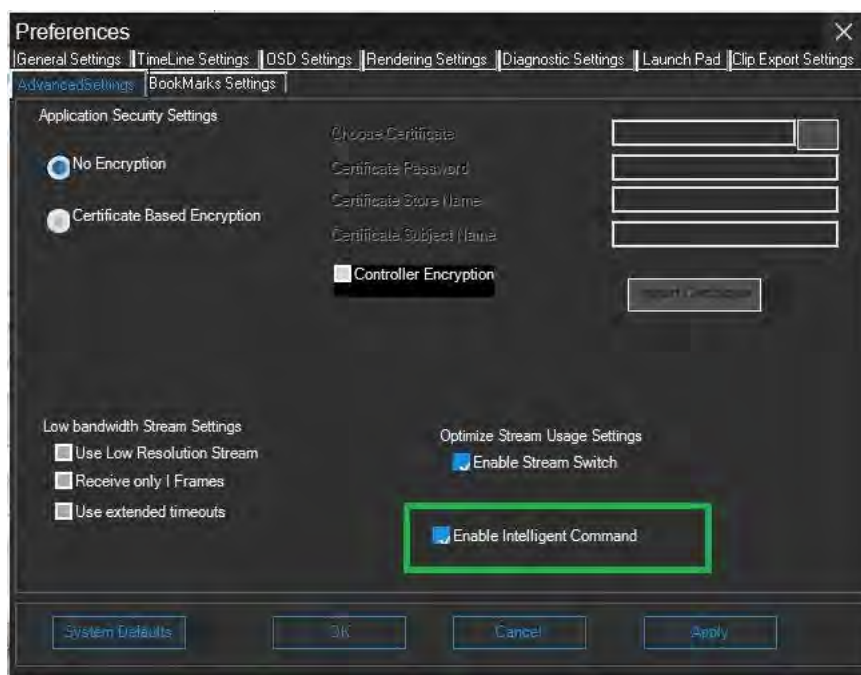 Preferences
General Settings TimeLine Settings OSD Settings Rendering Settings Diagnostic Settings Launch Pad Clip Export Settings
AdvancedSettings BookMarks Settings
Application Security Settings
Choose Certificate
No Encryption
Certificate Password
Certificate Store Name
Certificate Based Encryption
Certificate Subject Name
Controller Encryption
Low bandwidth Stream Settings
Optimize Stream Usage Settings
Use Low Resolution Stream
Enable Stream Switch
Receive only I Frames
Use extended timeouts
Enable Intelligent Command
System Defaults OK Cancel Apply